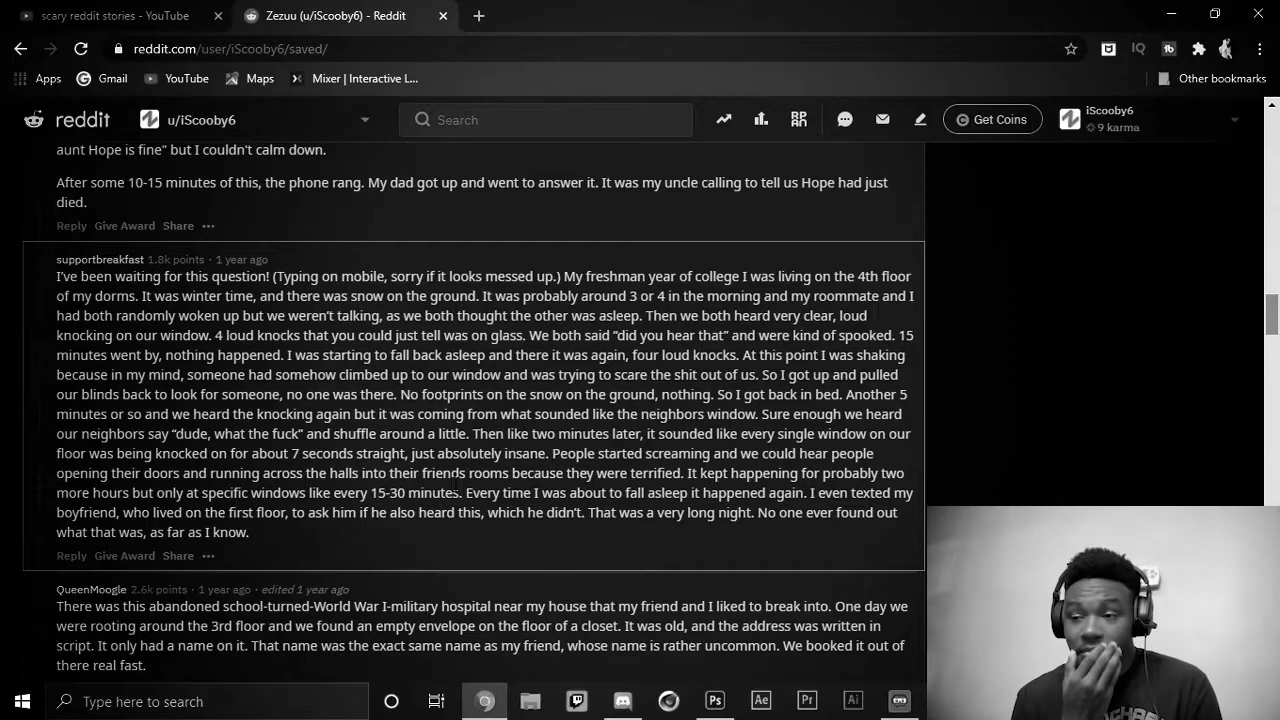 scary reddit stories - YouTube
Zezuu (u/iScooby6) - Reddit
reddit.com/user/iScooby6/saved/
IQ
tb
Apps
Gmail
YouTube
Maps
Mixer | Interactive L...
Other bookmarks
reddit
u/iScooby6
Search
Get Coins
iScooby6
9 karma
aunt Hope is fine" but I couldn't calm down.
After some 10-15 minutes of this, the phone rang. My dad got up and went to answer it. It was my uncle calling to tell us Hope had just
died.
Reply Give Award Share
supportbreakfast 1.8k points · 1 year ago
I've been waiting for this question! (Typing on mobile, sorry if it looks messed up.) My freshman year of college I was living on the 4th floor
of my dorms. It was winter time, and there was snow on the ground. It was probably around 3 or 4 in the morning and my roommate and I
had both randomly woken up but we weren't talking, as we both thought the other was asleep. Then we both heard very clear, loud
knocking on our window. 4 loud knocks that you could just tell was on glass. We both said “did you hear that” and were kind of spooked. 15
minutes went by, nothing happened. I was starting to fall back asleep and there it was again, four loud knocks. At this point I was shaking
because in my mind, someone had somehow climbed up to our window and was trying to scare the shit out of us. So I got up and pulled
our blinds back to look for someone, no one was there. No footprints on the snow on the ground, nothing. So I got back in bed. Another 5
minutes or so and we heard the knocking again but it was coming from what sounded like the neighbors window. Sure enough we heard
our neighbors say “dude, what the fuck” and shuffle around a little. Then like two minutes later, it sounded like every single window on our
floor was being knocked on for about 7 seconds straight, just absolutely insane. People started screaming and we could hear people
opening their doors and running across the halls into their friends rooms because they were terrified. It kept happening for probably two
more hours but only at specific windows like every 15-30 minutes. Every time I was about to fall asleep it happened again. I even texted my
boyfriend, who lived on the first floor, to ask him if he also heard this, which he didn't. That was a very long night. No one ever found out
what that was, as far as I know.
Reply Give Award Share
QueenMoogle 2.6k points · 1 year ago · edited 1 year ago
There was this abandoned school-turned-World War I-military hospital near my house that my friend and I liked to break into. One day we
were rooting around the 3rd floor and we found an empty envelope on the floor of a closet. It was old, and the address was written in
script. It only had a name on it. That name was the exact same name as my friend, whose name is rather uncommon. We booked it out of
there real fast.
Type here to search
Ps
Ae
Pr
Ai